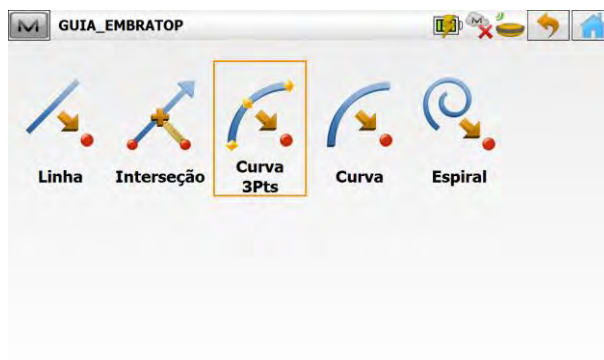 GUIA_EMBRATOP
Linha
Interseção
Curva
3Pts
Curva
Espiral